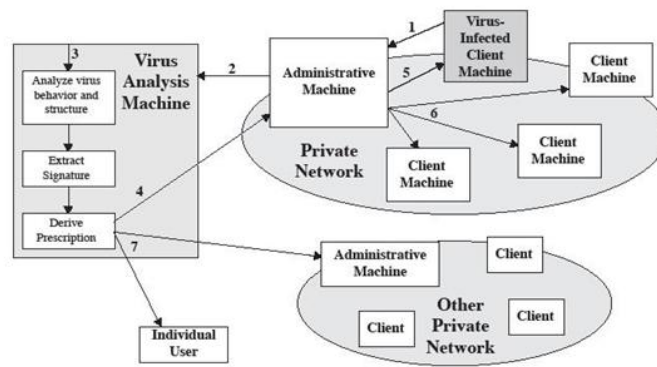 1
Virus-
Infected
Client
Machine
3
Virus
Analysis
Machine
Analyze virus
behavior and
structure
2
Administrative
Machine
5
Client
Machine
6
Extract
Signature
4
Private
Network
Client
Machine
Client
Machine
Derive
Prescription
7
Administrative
Machine
Client
Other
Private
Network
Client
Client
Individual
User